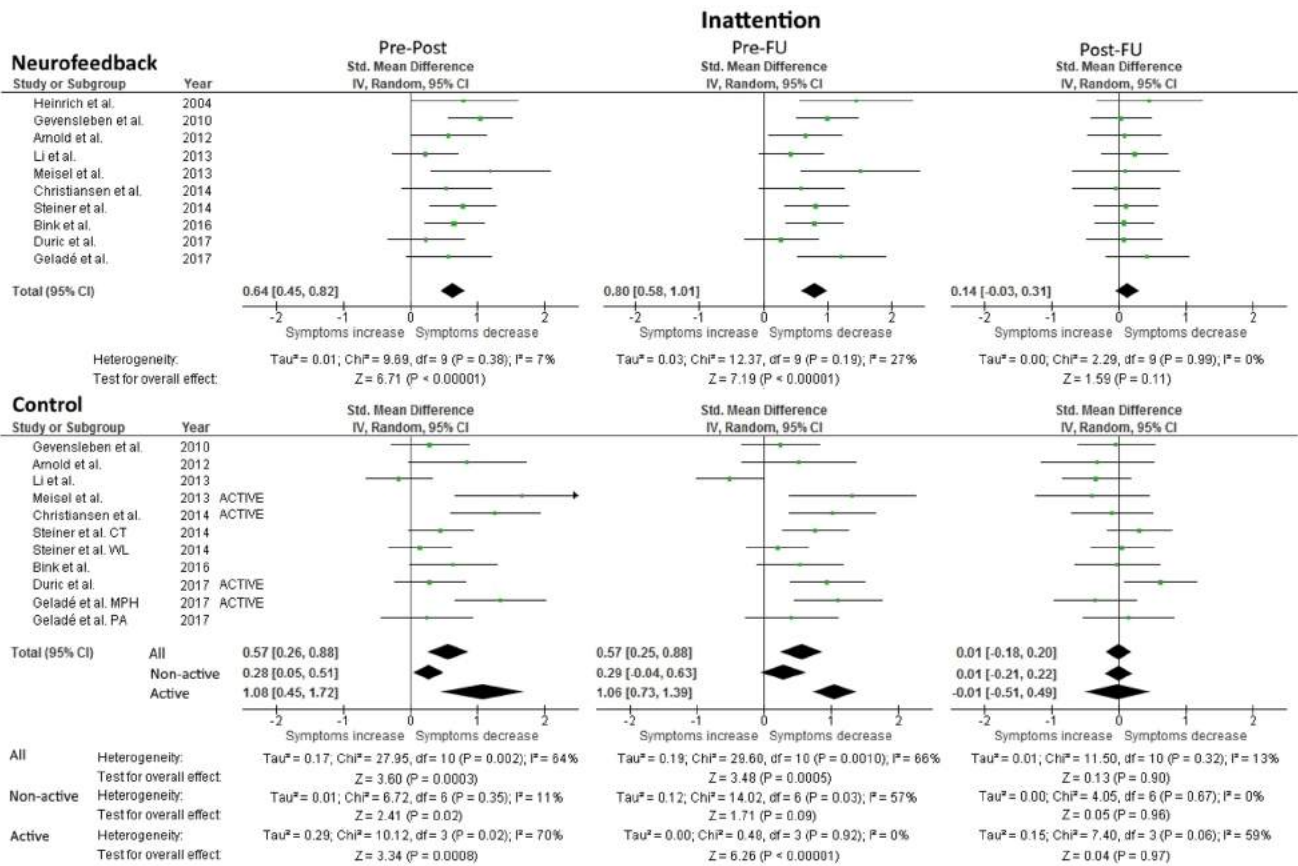 Inattention
Pre-Post Pre-FU Post-FU
Neurofeedback Std. Mean Difference Std. Mean Difference Std. Mean Difference
Study or Subgroup Year IV, Random, 95% CI IV, Random, 95% CI IV, Random, 95% CI
Heinrich et al. 2004
Gevensleben et al. 2010
Arnold et al. 2012
Li et al. 2013
Meisel et al. 2013
Christiansen et al. 2014
Steiner et al. 2014
Bink et al. 2016
Duric et al. 2017
Geladé et al. 2017
Total (95% CI) 0.64 [0.45, 0.82] 0.80 [0.58, 1.01] 0.14 [-0.03, 0.31]
-2 -1 0 1 2 -2 -1 0 1 2 -2 -1 0 1 2
Symptoms increase Symptoms decrease Symptoms increase Symptoms decrease Symptoms increase Symptoms decrease
Heterogeneity: Tau² = 0.01; Chi² = 9.69, df = 9 (P = 0.38); I² = 7% Tau² = 0.03; Chi² = 12.37, df = 9 (P = 0.19); I² = 27% Tau² = 0.00; Chi² = 2.29, df = 9 (P = 0.99); I² = 0%
Test for overall effect: Z = 6.71 (P < 0.00001) Z = 7.19 (P < 0.00001) Z = 1.59 (P = 0.11)
Control Std. Mean Difference Std. Mean Difference Std. Mean Difference
Study or Subgroup Year IV, Random, 95% CI IV, Random, 95% CI IV, Random, 95% CI
Gevensleben et al. 2010
Arnold et al. 2012
Li et al. 2013
Meisel et al. 2013 ACTIVE
Christiansen et al. 2014 ACTIVE
Steiner et al. CT 2014
Steiner et al. WL 2014
Bink et al. 2016
Duric et al. 2017 ACTIVE
Geladé et al. MPH 2017 ACTIVE
Geladé et al. PA 2017
Total (95% CI) All 0.57 [0.26, 0.88] 0.57 [0.25, 0.88] 0.01 [-0.18, 0.20]
Non-active 0.28 [0.05, 0.51] 0.29 [-0.04, 0.63] 0.01 [-0.21, 0.22]
Active 1.08 [0.45, 1.72] 1.06 [0.73, 1.39] -0.01 [-0.51, 0.49]
-2 -1 0 1 2 -2 -1 0 1 2 -2 -1 0 1 2
Symptoms increase Symptoms decrease Symptoms increase Symptoms decrease Symptoms increase Symptoms decrease
All Heterogeneity: Tau² = 0.17; Chi² = 27.95, df = 10 (P = 0.002); I² = 64% Tau² = 0.19; Chi² = 29.60, df = 10 (P = 0.0010); I² = 66% Tau² = 0.01; Chi² = 11.50, df = 10 (P = 0.32); I² = 13%
Test for overall effect: Z = 3.60 (P = 0.0003) Z = 3.48 (P = 0.0005) Z = 0.13 (P = 0.90)
Non-active Heterogeneity: Tau² = 0.01; Chi² = 6.72, df = 6 (P = 0.35); I² = 11% Tau² = 0.12; Chi² = 14.02, df = 6 (P = 0.03); I² = 57% Tau² = 0.00; Chi² = 4.05, df = 6 (P = 0.67); I² = 0%
Test for overall effect Z = 2.41 (P = 0.02) Z = 1.71 (P = 0.09) Z = 0.05 (P = 0.96)
Active Heterogeneity: Tau² = 0.29; Chi² = 10.12, df = 3 (P = 0.02); I² = 70% Tau² = 0.00; Chi² = 0.48, df = 3 (P = 0.92); I² = 0% Tau² = 0.15; Chi² = 7.40, df = 3 (P = 0.06); I² = 59%
Test for overall effect Z = 3.34 (P = 0.0008) Z = 6.26 (P < 0.00001) Z = 0.04 (P = 0.97)